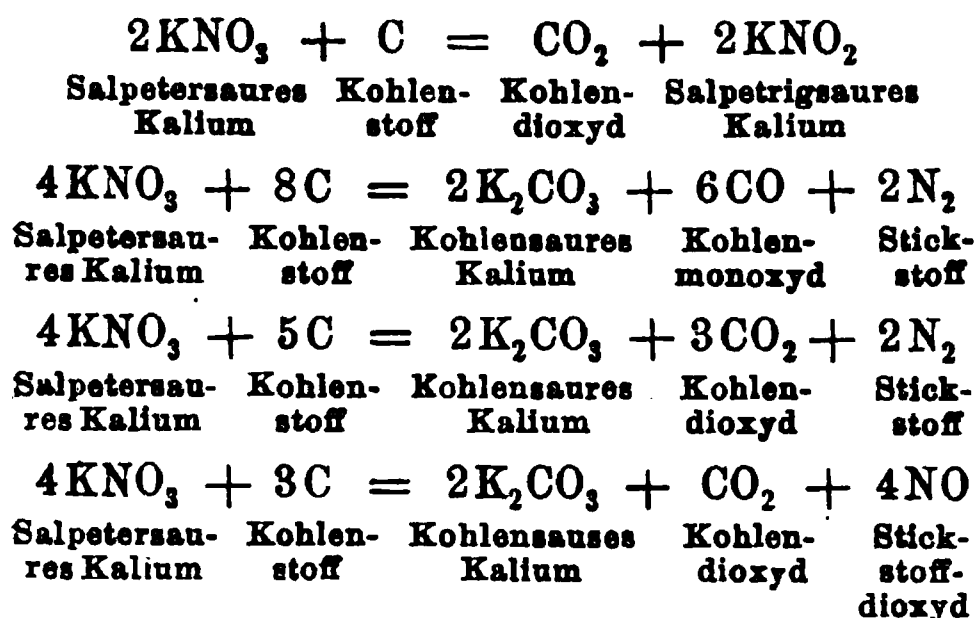 2KNO₃ + C = CO₂ + 2KNO₂
Salpetersaures Kohlen- Kohlen- Salpetrigsaures
Kalium stoff dioxyd Kalium
4KNO₃ + 8C = 2K₂CO₃ + 6CO + 2N₂
Salpetersau- Kohlen- Kohlensaures Kohlen- Stick-
res Kalium stoff Kalium monoxyd stoff
4KNO₃ + 5C = 2K₂CO₃ + 3CO₂ + 2N₂
Salpetersau- Kohlen- Kohlensaures Kohlen- Stick-
res Kalium stoff Kalium dioxyd stoff
4KNO₃ + 3C = 2K₂CO₃ + CO₂ + 4NO
Salpetersau- Kohlen- Kohlensauses Kohlen- Stick-
res Kalium stoff Kalium dioxyd stoff-
dioxyd